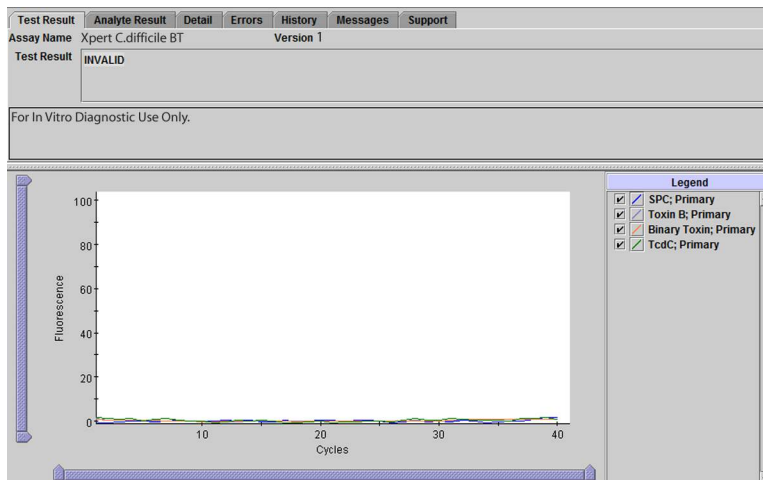 Test Result Analyte Result Detail Errors History Messages Support
Assay Name Xpert C.difficile BT Version 1
Test Result INVALID
For In Vitro Diagnostic Use Only.
Legend
SPC; Primary
Toxin B; Primary
Binary Toxin; Primary
TcdC; Primary
100
80
60
40
20
0
Fluorescence
10 20 30 40
Cycles